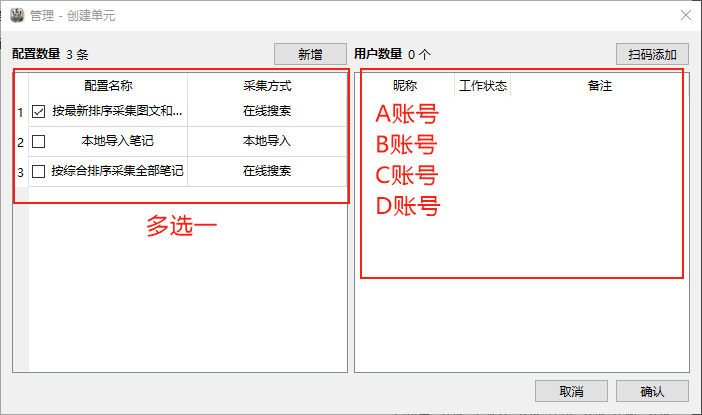 管理 - 创建单元
配置数量 3 条 新增 用户数量 0 个 扫码添加
配置名称 采集方式 昵称 工作状态 备注
1 按最新排序采集图文和... 在线搜索
2 本地导入笔记 本地导入
3 按综合排序采集全部笔记 在线搜索
A账号
B账号
C账号
D账号
多选一
取消 确认